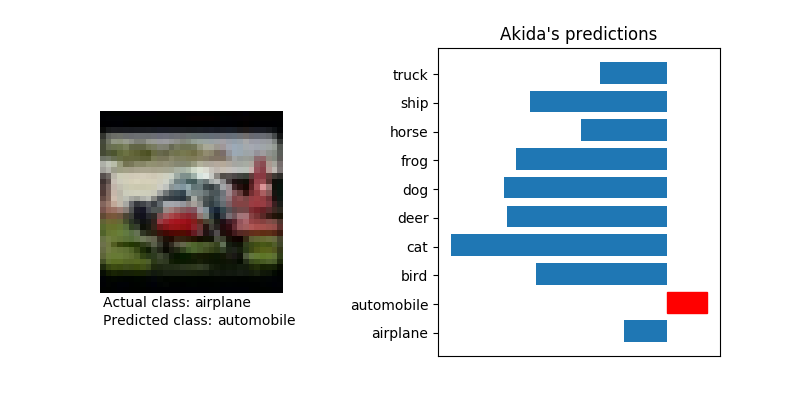 Akida's predictions
truck
ship
horse
frog
dog
deer
cat
bird
automobile
airplane
Actual class: airplane
Predicted class: automobile